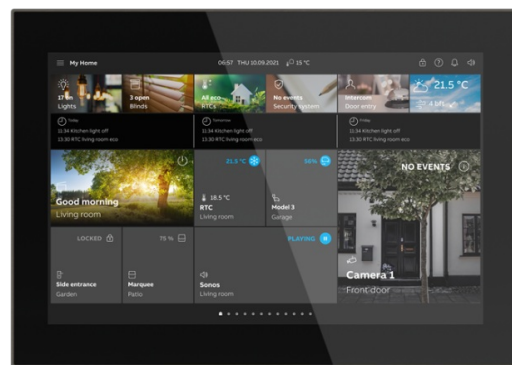 My Home
06:57 THU 10.09.2021 15 °C
17 on
Lights
3 open
Blinds
All eco
RTCs
No events
Security system
Intercom
Door entry
21.5 °C
Today
11:34 Kitchen light off
13:30 RTC living room eco
Tomorrow
11:34 Kitchen light off
13:30 RTC living room eco
Friday
11:34 Kitchen light off
13:30 RTC living room eco
Good morning
Living room
21.5 °C
18.5 °C
RTC
Living room
Model 3
Garage
NO EVENTS
LOCKED
Side entrance
Garden
75 %
Marquee
Patio
PLAYING
Sonos
Living room
Camera 1
Front door